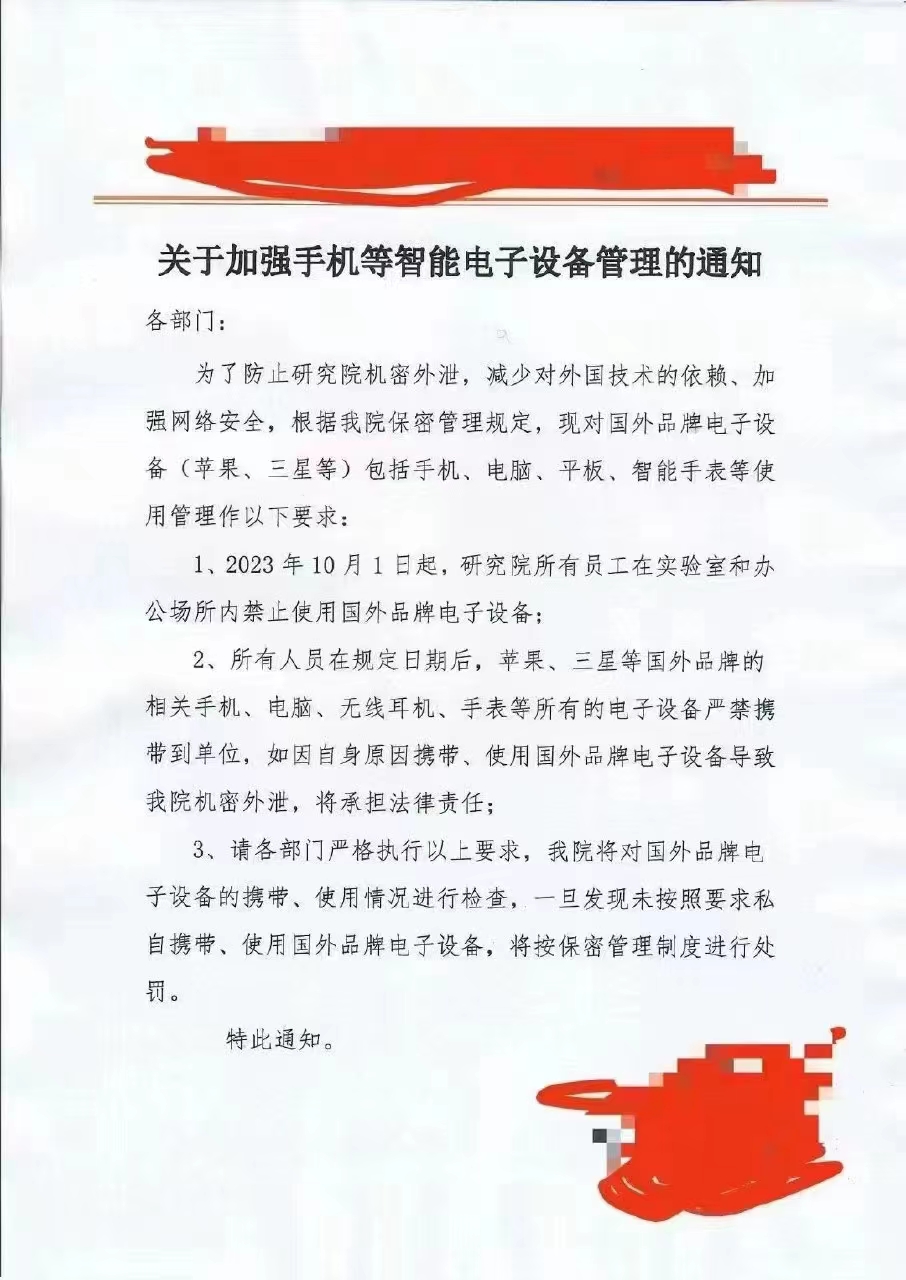 关于加强手机等智能电子设备管理的通知
各部门：
为了防止研究院机密外泄，减少对外国技术的依赖、加
强网络安全，根据我院保密管理规定，现对国外品牌电子设
备（苹果、三星等）包括手机、电脑、平板、智能手表等使
用管理作以下要求：
1、2023 年 10 月 1 日起，研究院所有员工在实验室和办
公场所内禁止使用国外品牌电子设备；
2、所有人员在规定日期后，苹果、三星等国外品牌的
相关手机、电脑、无线耳机、手表等所有的电子设备严禁携
带到单位，如因自身原因携带、使用国外品牌电子设备导致
我院机密外泄，将承担法律责任；
3、请各部门严格执行以上要求，我院将对国外品牌电
子设备的携带、使用情况进行检查，一旦发现未按照要求私
自携带、使用国外品牌电子设备，将按保密管理制度进行处
罚。
特此通知。